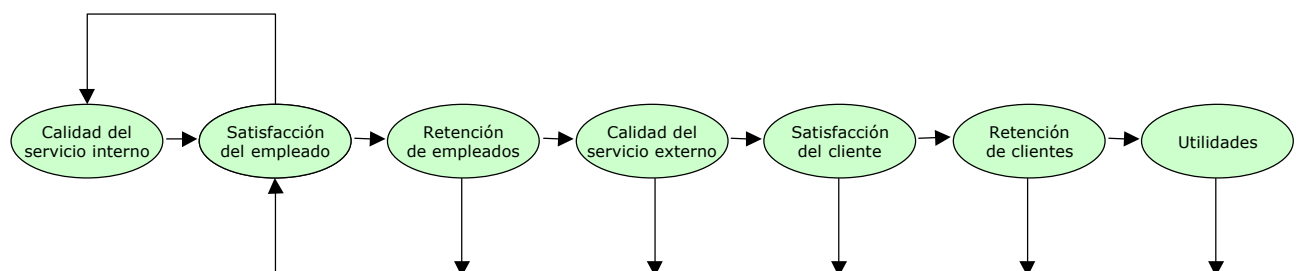 Calidad del
servicio interno
Satisfacción
del empleado
Retención
de empleados
Calidad del
servicio externo
Satisfacción
del cliente
Retención
de clientes
Utilidades